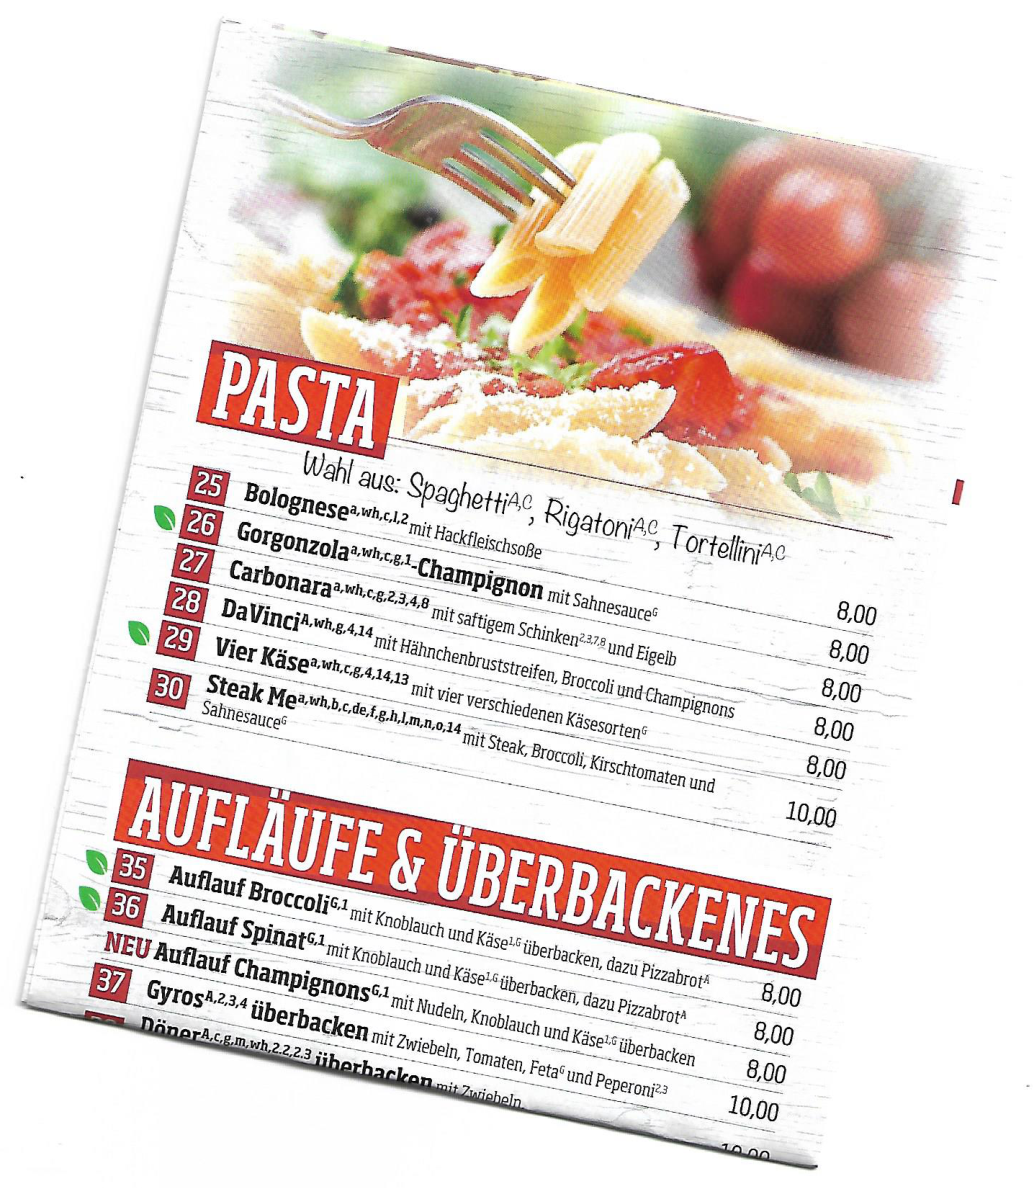 PASTA
Wahl aus: Spaghetti A,C, Rigatoni A,C, Tortellini A,C
25 Bolognese a,wh,c,l,2 mit Hackfleischsoße 8,00
26 Gorgonzola a,wh,c,g,1-Champignon mit Sahnesauce G 8,00
27 Carbonara a,wh,c,g,2,3,4,8 mit saftigem Schinken 2,3,7,8 und Eigelb 8,00
28 DaVinci A,wh,g,4,14 mit Hähnchenbruststreifen, Broccoli und Champignons 8,00
29 Vier Käse a,wh,c,g,4,14,13 mit vier verschiedenen Käsesorten G 8,00
30 Steak Me a,wh,b,c,de,f,g,h,l,m,n,o,14 mit Steak, Broccoli, Kirschtomaten und
Sahnesauce G 10,00
AUFLÄUFE & ÜBERBACKENES
35 Auflauf Broccoli G,1 mit Knoblauch und Käse 1,G überbacken, dazu Pizzabrot A 8,00
36 Auflauf Spinat G,1 mit Knoblauch und Käse 1,G überbacken, dazu Pizzabrot A 8,00
NEU Auflauf Champignons G,1 mit Nudeln, Knoblauch und Käse 1,G überbacken 8,00
37 Gyros A,2,3,4 überbacken mit Zwiebeln, Tomaten, Feta G und Peperoni 2,3 10,00
Döner A,c,g,m,wh,2.2,2.3 überbacken mit Zwiebeln, 10,00